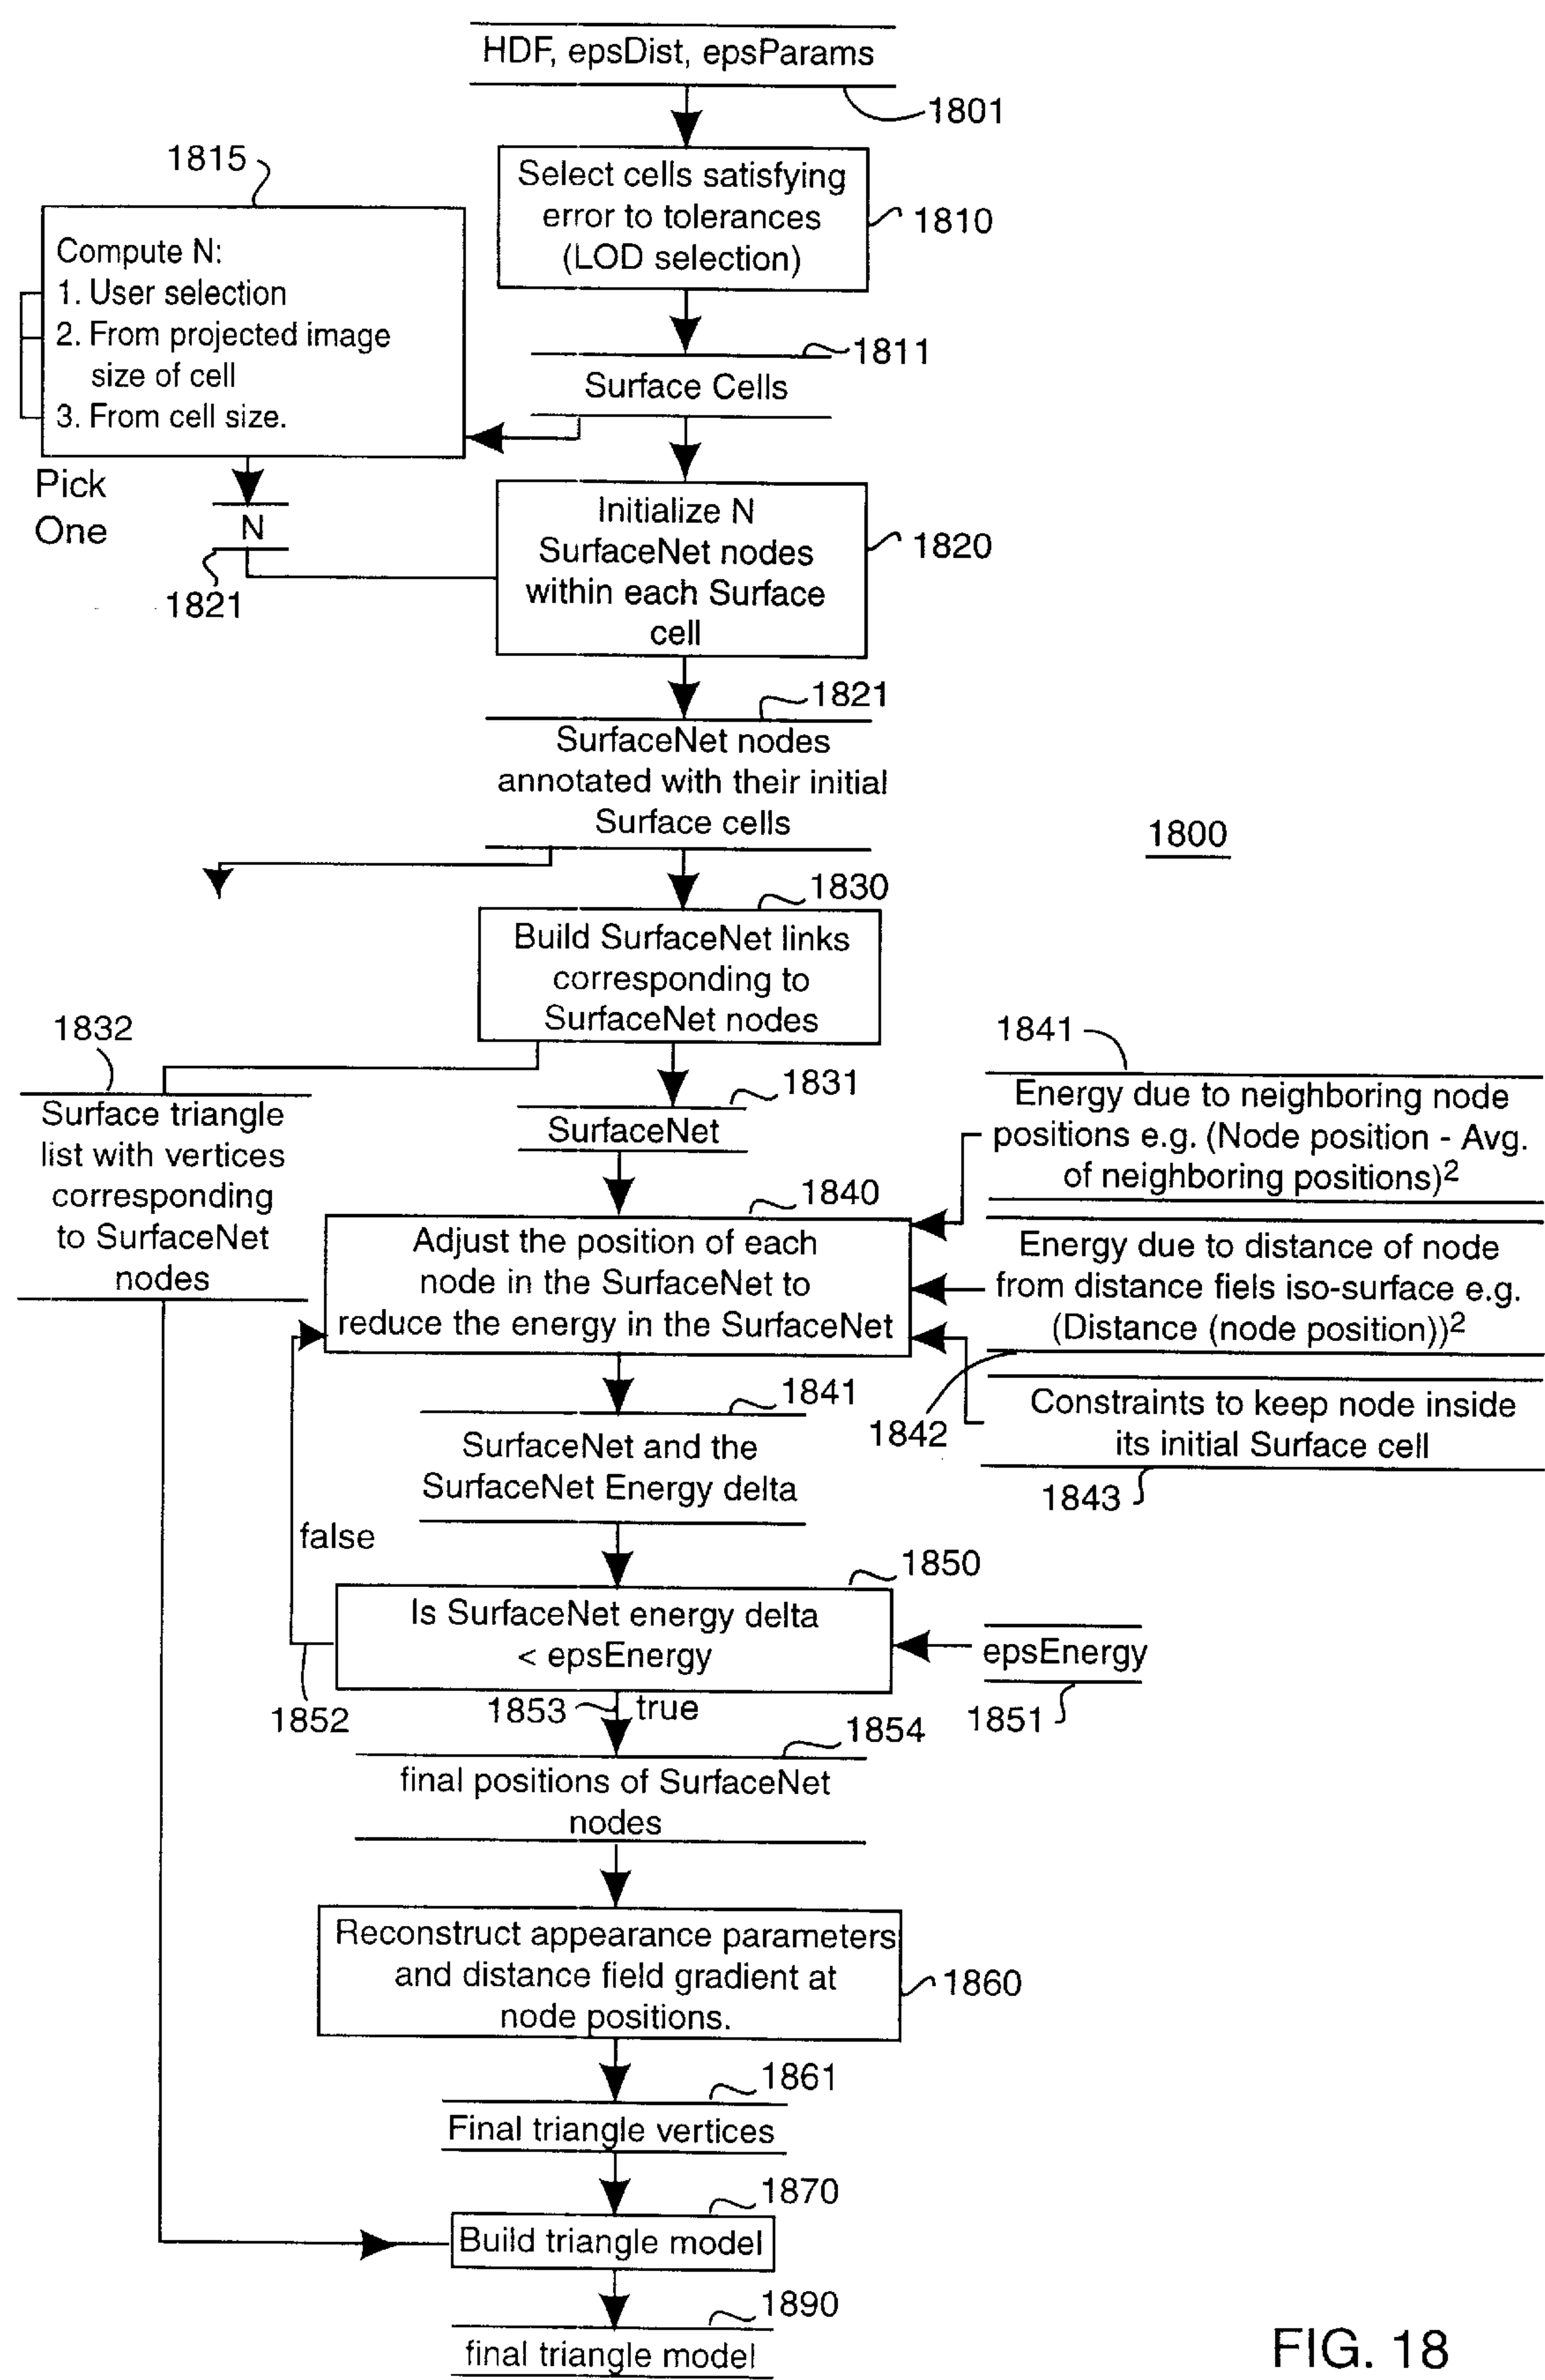 HDF, epsDist, epsParams
1801
1815
Select cells satisfying
error to tolerances
(LOD selection)
1810
Compute N:
1. User selection
2. From projected image
size of cell
3. From cell size.
1811
Surface Cells
Pick
One
N
1821
Initialize N
SurfaceNet nodes
within each Surface
cell
1820
1821
SurfaceNet nodes
annotated with their initial
Surface cells
1800
1830
Build SurfaceNet links
corresponding to
SurfaceNet nodes
1832
Surface triangle
list with vertices
corresponding
to SurfaceNet
nodes
1831
SurfaceNet
1841
Energy due to neighboring node
positions e.g. (Node position - Avg.
of neighboring positions)²
1840
Adjust the position of each
node in the SurfaceNet to
reduce the energy in the SurfaceNet
Energy due to distance of node
from distance fiels iso-surface e.g.
(Distance (node position))²
1842
Constraints to keep node inside
its initial Surface cell
1843
1841
SurfaceNet and the
SurfaceNet Energy delta
false
1850
Is SurfaceNet energy delta
< epsEnergy
epsEnergy
1851
1852
1853
true
1854
final positions of SurfaceNet
nodes
Reconstruct appearance parameters
and distance field gradient at
node positions.
1860
1861
Final triangle vertices
1870
Build triangle model
1890
final triangle model
FIG. 18